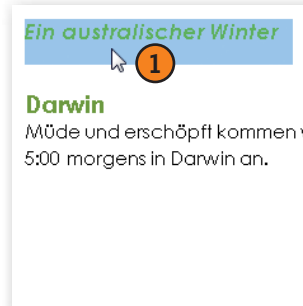 Ein australischer Winter
1
Darwin
Müde und erschöpft kommen
5:00 morgens in Darwin an.